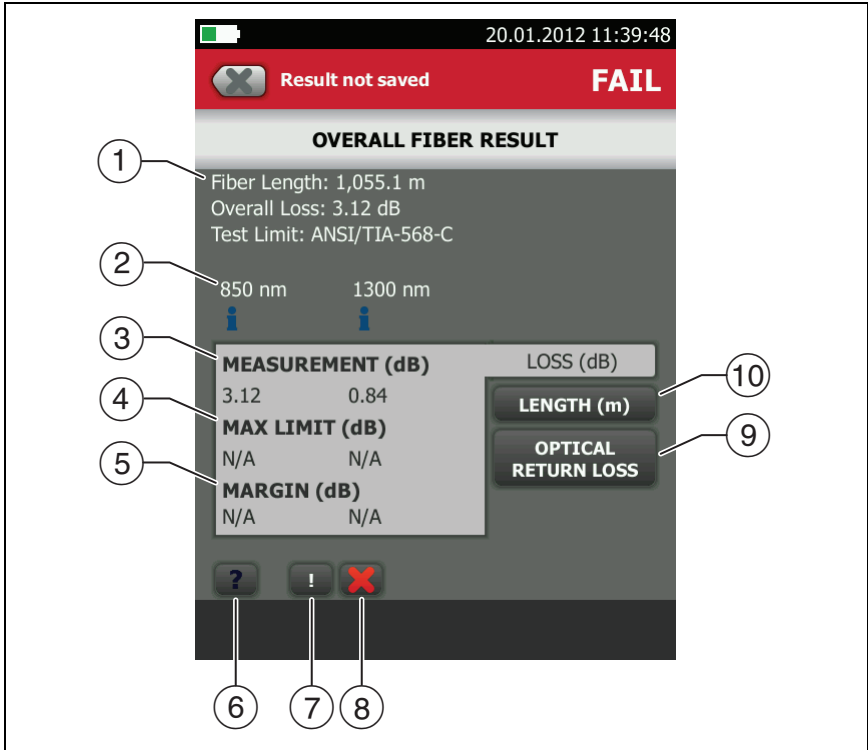 20.01.2012 11:39:48
Result not saved FAIL
OVERALL FIBER RESULT
1
Fiber Length: 1,055.1 m
Overall Loss: 3.12 dB
Test Limit: ANSI/TIA-568-C
2
850 nm 1300 nm
i i
3
MEASUREMENT (dB) LOSS (dB)
3.12 0.84
10
LENGTH (m)
4
MAX LIMIT (dB)
N/A N/A
9
OPTICAL
RETURN LOSS
5
MARGIN (dB)
N/A N/A
? !
6 7 8